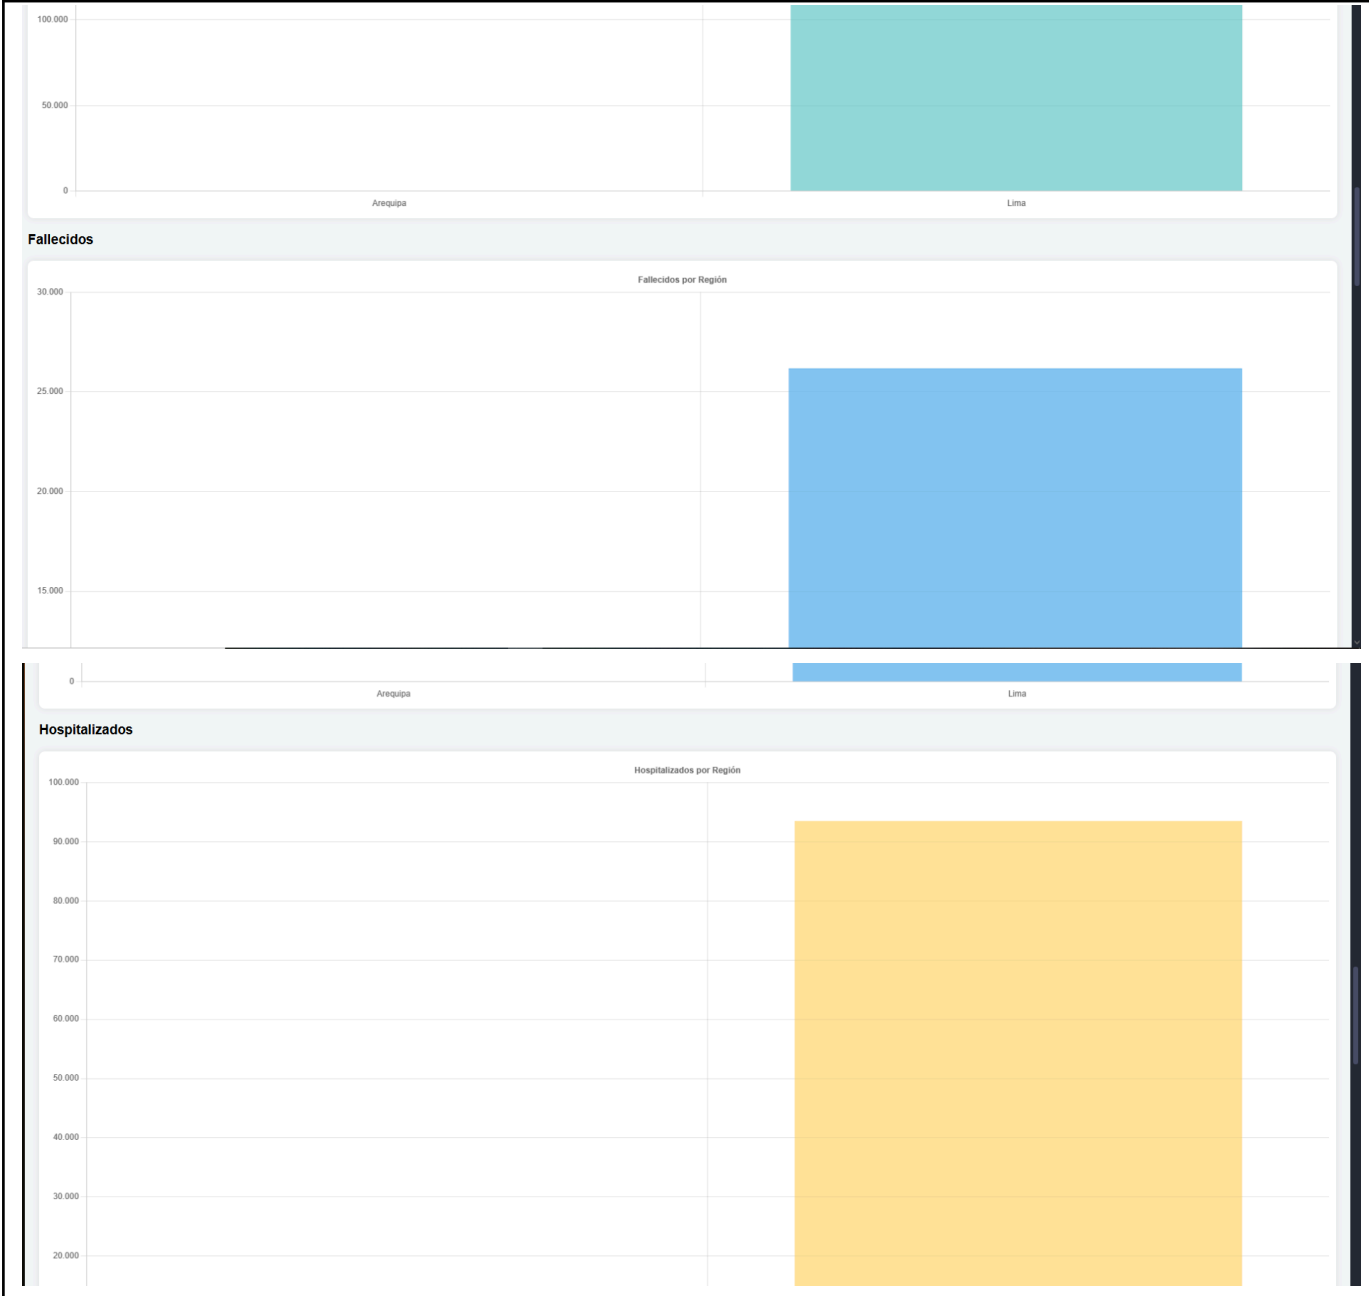 100.000
50.000
0
Arequipa Lima
Fallecidos
Fallecidos por Región
30.000
25.000
20.000
15.000
0
Arequipa Lima
Hospitalizados
Hospitalizados por Región
100.000
90.000
80.000
70.000
60.000
50.000
40.000
30.000
20.000